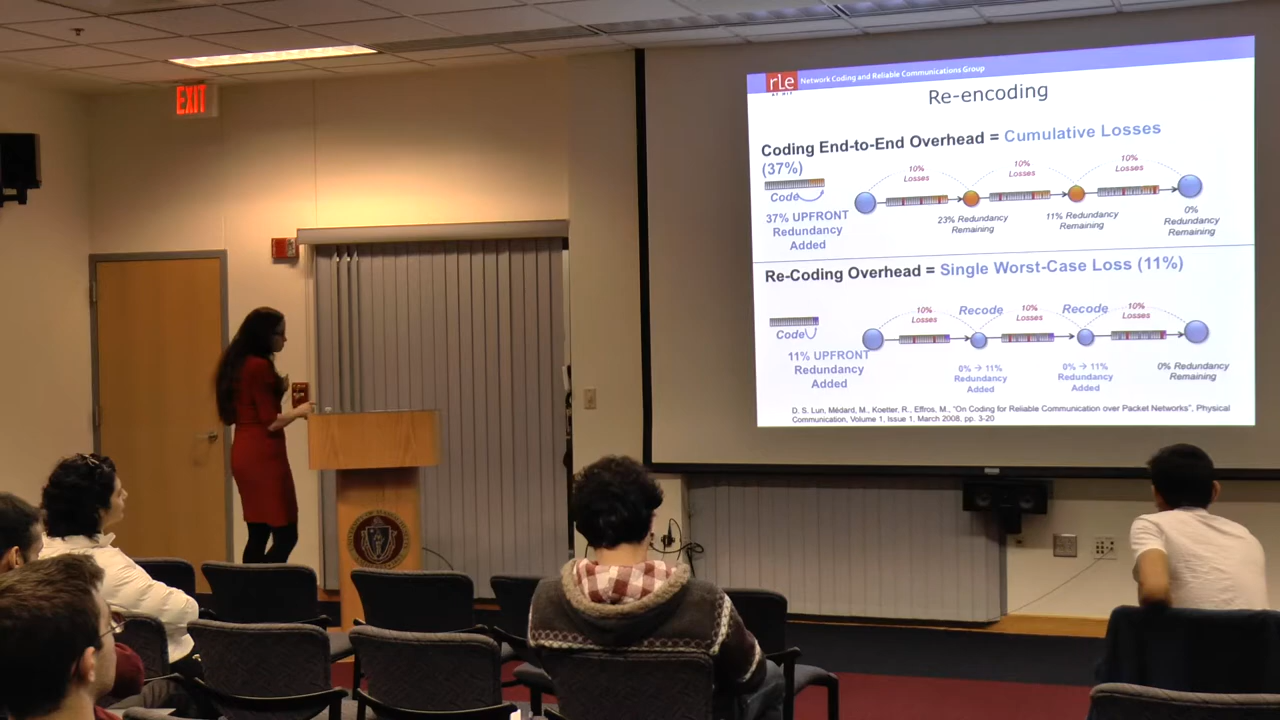 EXIT
rle
AT MIT
Network Coding and Reliable Communications Group
Re-encoding
Coding End-to-End Overhead = Cumulative Losses
(37%)
Code
37% UPFRONT
Redundancy
Added
10%
Losses
10%
Losses
10%
Losses
23% Redundancy
Remaining
11% Redundancy
Remaining
0%
Redundancy
Remaining
Re-Coding Overhead = Single Worst-Case Loss (11%)
Code
11% UPFRONT
Redundancy
Added
10%
Losses
Recode
10%
Losses
Recode
10%
Losses
0% → 11%
Redundancy
Added
0% → 11%
Redundancy
Added
0% Redundancy
Remaining
D. S. Lun, Médard, M., Koetter, R., Effros, M., "On Coding for Reliable Communication over Packet Networks", Physical
Communication, Volume 1, Issue 1, March 2008, pp. 3-20